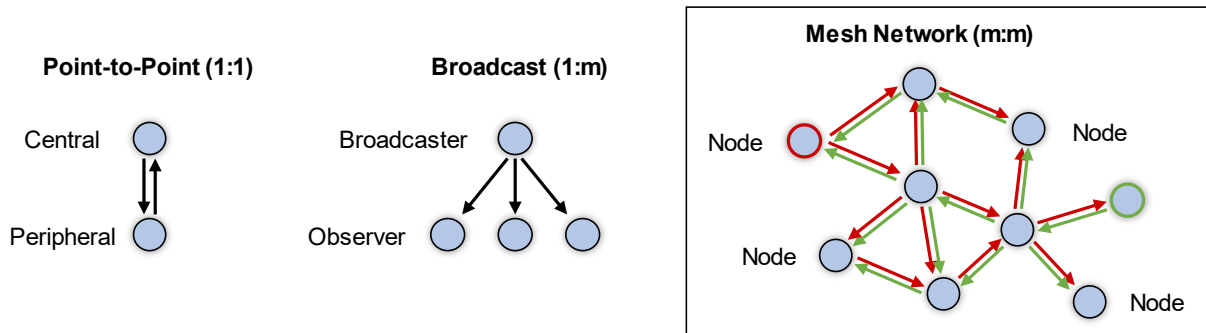 Point-to-Point (1:1)
Central
Peripheral
Broadcast (1:m)
Broadcaster
Observer
Mesh Network (m:m)
Node
Node
Node
Node